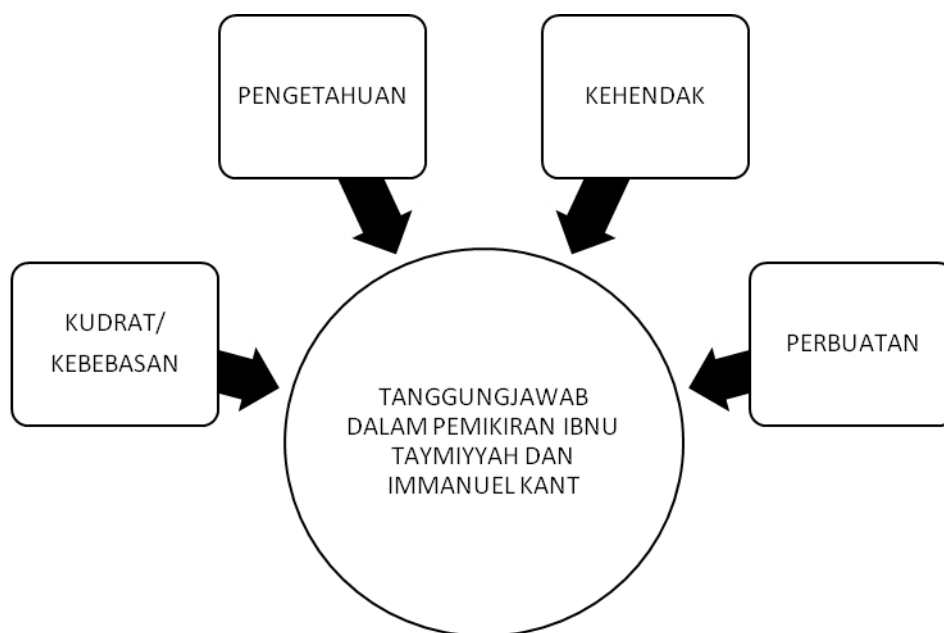 PENGETAHUAN
KEHENDAK
KUDRAT/
KEBEBASAN
PERBUATAN
TANGGUNGJAWAB
DALAM PEMIKIRAN IBNU
TAYMIYYAH DAN
IMMANUEL KANT